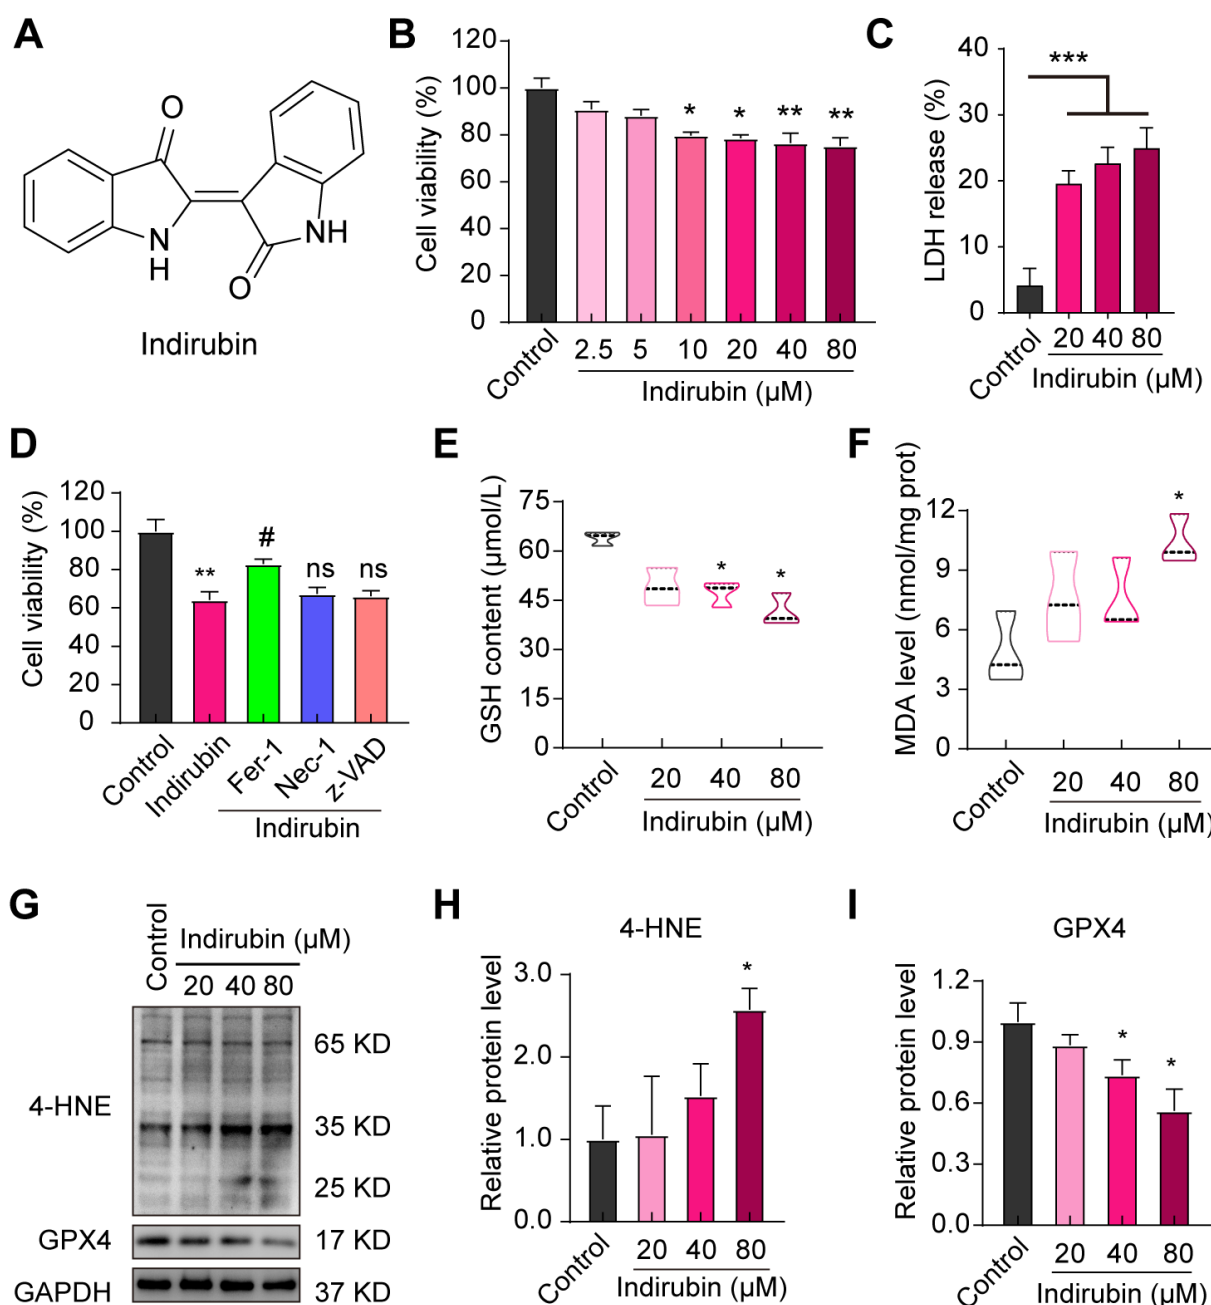 A
O
N
H
O
NH
Indirubin
B
Cell viability (%)
120
100
80
60
40
20
0
* * ** **
Control 2.5 5 10 20 40 80
Indirubin (μM)
C
LDH release (%)
40
30
20
10
0
***
Control 20 40 80
Indirubin (μM)
D
Cell viability (%)
120
100
80
60
40
20
0
** # ns ns
Control Indirubin Fer-1 Nec-1 z-VAD
Indirubin
E
GSH content (μmol/L)
75
60
45
30
15
0
* *
Control 20 40 80
Indirubin (μM)
F
MDA level (nmol/mg prot)
12
9
6
3
0
*
Control 20 40 80
Indirubin (μM)
G
Control
Indirubin (μM)
20 40 80
4-HNE
65 KD
35 KD
25 KD
GPX4 17 KD
GAPDH 37 KD
H
4-HNE
Relative protein level
3.0
2.0
1.0
0.0
*
Control 20 40 80
Indirubin (μM)
I
GPX4
Relative protein level
1.2
0.9
0.6
0.3
0.0
* *
Control 20 40 80
Indirubin (μM)